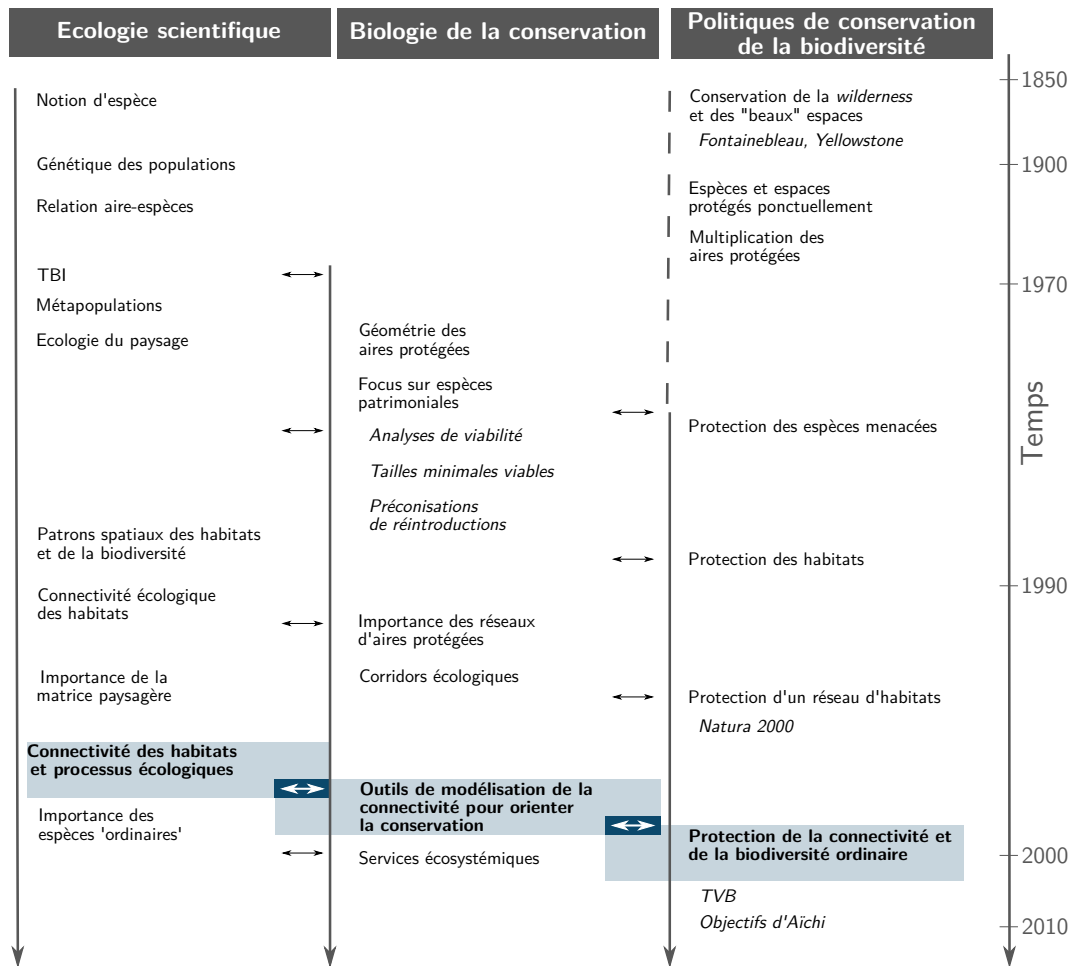 Ecologie scientifique
Biologie de la conservation
Politiques de conservation
de la biodiversité
Notion d'espèce
Génétique des populations
Relation aire-espèces
TBI
Métapopulations
Ecologie du paysage
Patrons spatiaux des habitats
et de la biodiversité
Connectivité écologique
des habitats
Importance de la
matrice paysagère
Connectivité des habitats
et processus écologiques
Importance des
espèces 'ordinaires'
Géométrie des
aires protégées
Focus sur espèces
patrimoniales
Analyses de viabilité
Tailles minimales viables
Préconisations
de réintroductions
Importance des réseaux
d'aires protégées
Corridors écologiques
Outils de modélisation de la
connectivité pour orienter
la conservation
Services écosystémiques
Conservation de la wilderness
et des "beaux" espaces
Fontainebleau, Yellowstone
Espèces et espaces
protégés ponctuellement
Multiplication des
aires protégées
Protection des espèces menacées
Protection des habitats
Protection d'un réseau d'habitats
Natura 2000
Protection de la connectivité et
de la biodiversité ordinaire
TVB
Objectifs d'Aïchi
1850
1900
1970
Temps
1990
2000
2010